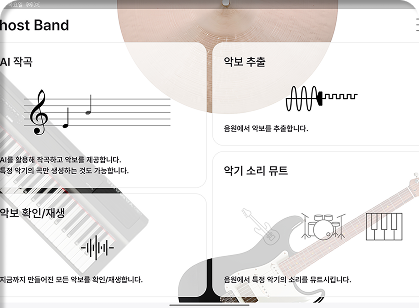 host Band
AI 작곡
AI를 활용해 작곡하고 악보를 제공합니다.
특정 악기의 곡만 생성하는 것도 가능합니다.
악보 추출
음원에서 악보를 추출합니다.
악보 확인/재생
지금까지 만들어진 모든 악보를 확인/재생합니다.
악기 소리 뮤트
음원에서 특정 악기의 소리를 뮤트시킵니다.